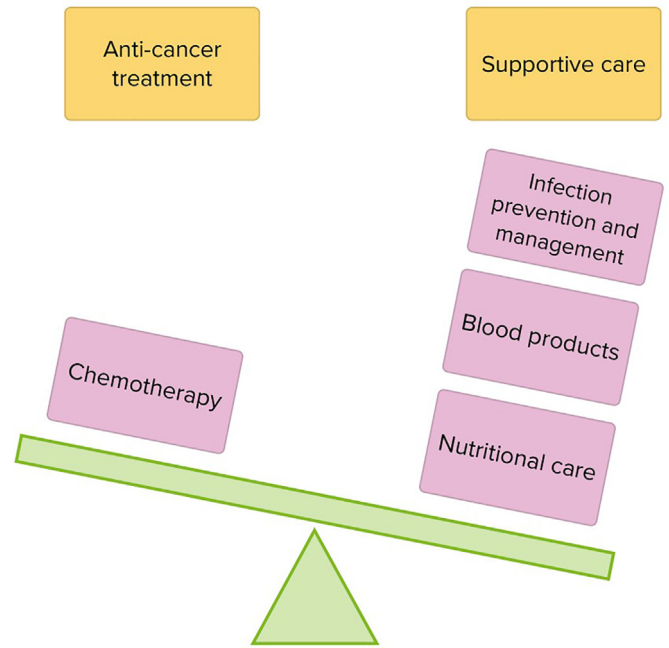 Anti-cancer
treatment
Supportive care
Infection
prevention and
management
Blood products
Chemotherapy
Nutritional care